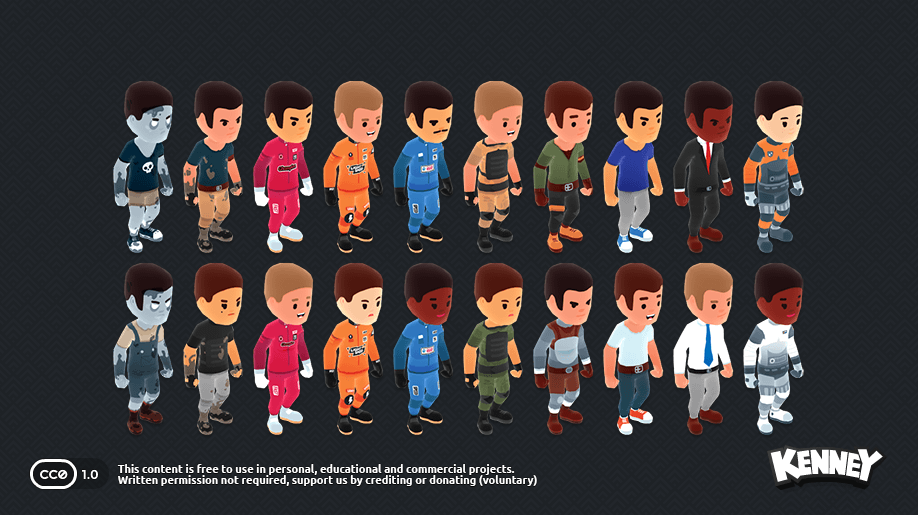 CC0 1.0
This content is free to use in personal, educational and commercial projects.
Written permission not required, support us by crediting or donating (voluntary)
KENNEY